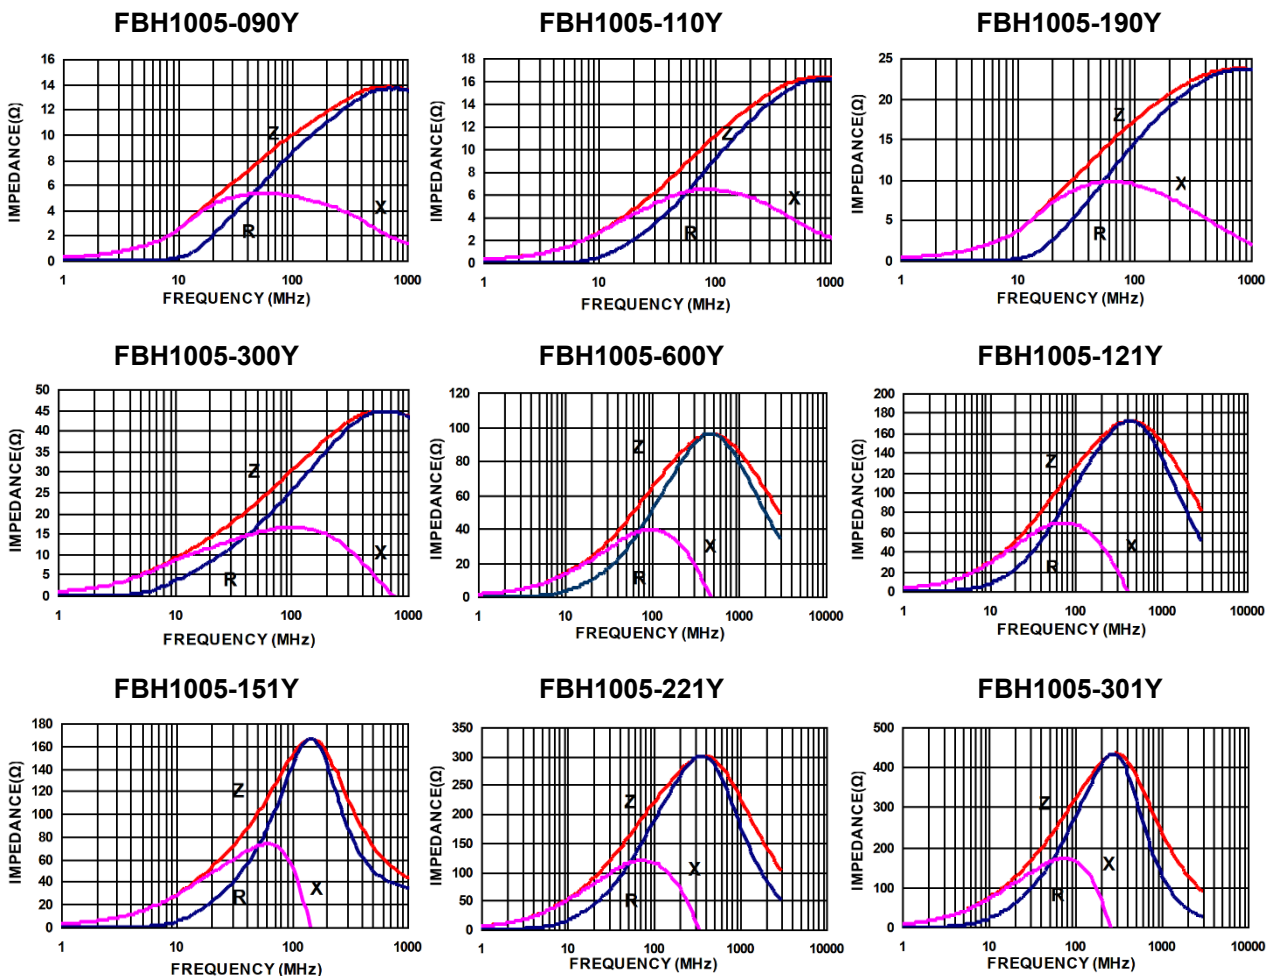 FBH1005-090Y
IMPEDANCE(Ω)
16
14
12
10
8
6
4
2
0
Z
X
R
1 10 100 1000
FREQUENCY (MHz)
FBH1005-110Y
IMPEDANCE(Ω)
18
16
14
12
10
8
6
4
2
0
Z
X
R
1 10 100 1000
FREQUENCY (MHz)
FBH1005-190Y
IMPEDANCE(Ω)
25
20
15
10
5
0
Z
X
R
1 10 100 1000
FREQUENCY (MHz)
FBH1005-300Y
IMPEDANCE(Ω)
50
45
40
35
30
25
20
15
10
5
0
Z
X
R
1 10 100 1000
FREQUENCY (MHz)
FBH1005-600Y
IMPEDANCE(Ω)
120
100
80
60
40
20
0
Z
X
R
1 10 100 1000 10000
FREQUENCY (MHz)
FBH1005-121Y
IMPEDANCE(Ω)
200
180
160
140
120
100
80
60
40
20
0
Z
X
R
1 10 100 1000 10000
FREQUENCY (MHz)
FBH1005-151Y
IMPEDANCE(Ω)
180
160
140
120
100
80
60
40
20
0
Z
X
R
1 10 100 1000
FREQUENCY (MHz)
FBH1005-221Y
IMPEDANCE(Ω)
350
300
250
200
150
100
50
0
Z
X
R
1 10 100 1000 10000
FREQUENCY (MHz)
FBH1005-301Y
IMPEDANCE(Ω)
500
400
300
200
100
0
Z
X
R
1 10 100 1000 10000
FREQUENCY (MHz)